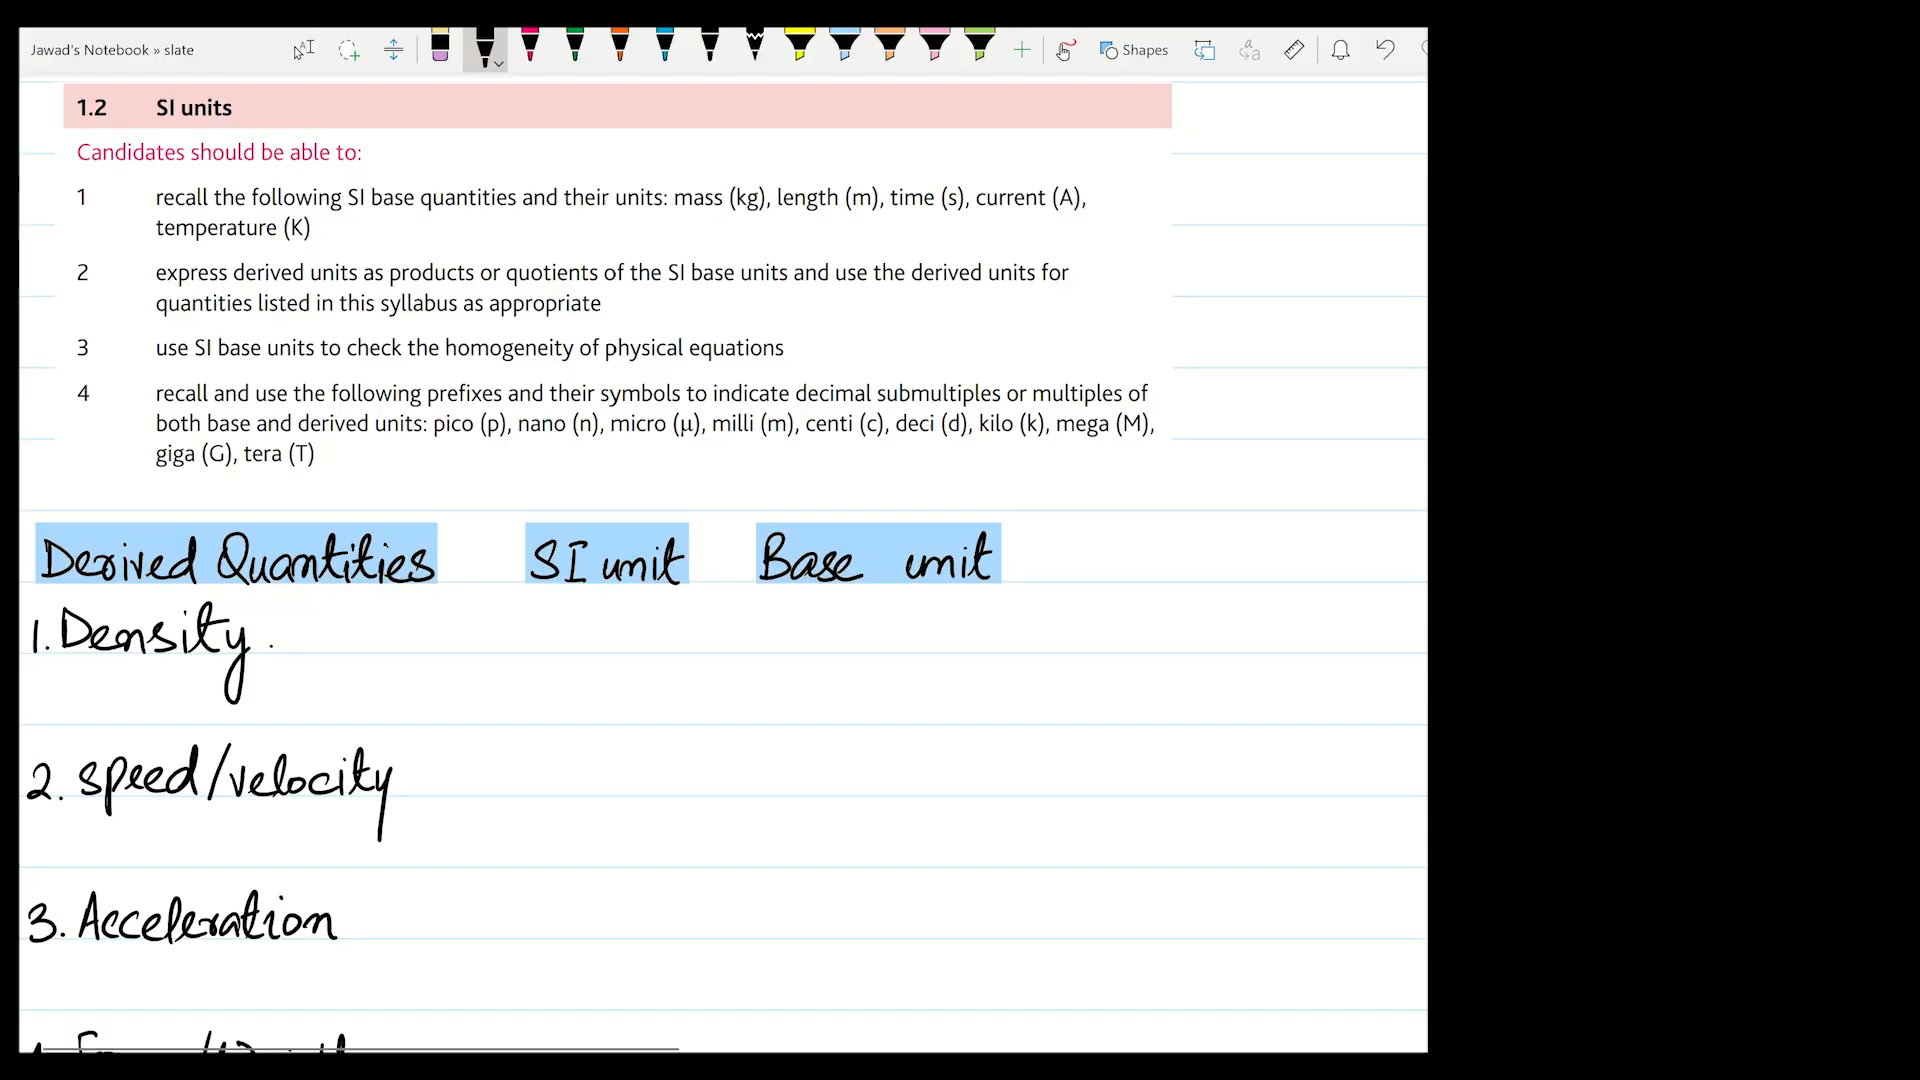 Jawad's Notebook » slate
Shapes
1.2 SI units
Candidates should be able to:
1 recall the following SI base quantities and their units: mass (kg), length (m), time (s), current (A),
temperature (K)
2 express derived units as products or quotients of the SI base units and use the derived units for
quantities listed in this syllabus as appropriate
3 use SI base units to check the homogeneity of physical equations
4 recall and use the following prefixes and their symbols to indicate decimal submultiples or multiples of
both base and derived units: pico (p), nano (n), micro (μ), milli (m), centi (c), deci (d), kilo (k), mega (M),
giga (G), tera (T)
Derived Quantities SI unit Base unit
1. Density.
2. speed/velocity
3. Acceleration